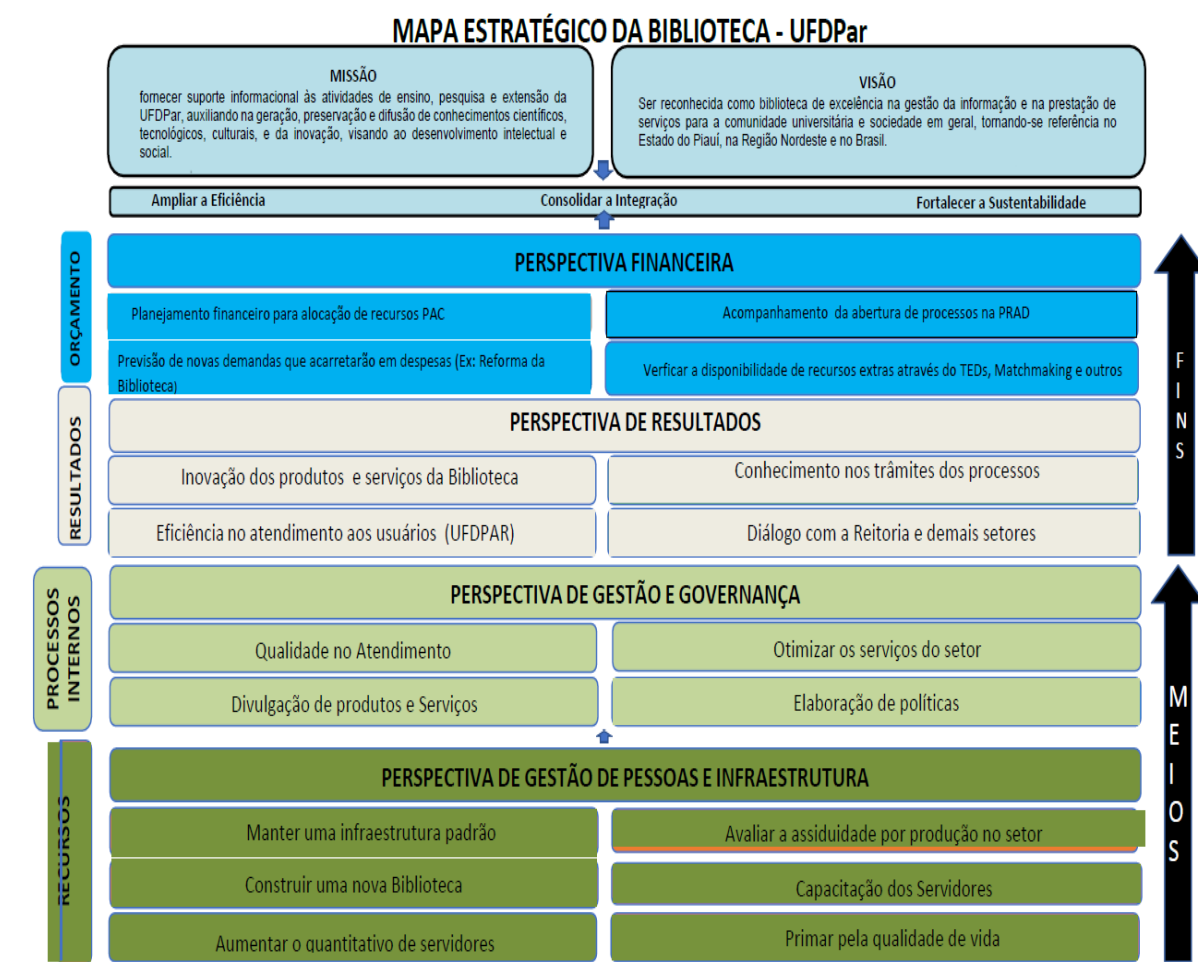 MAPA ESTRATÉGICO DA BIBLIOTECA - UFDPar
MISSÃO
fornecer suporte informacional às atividades de ensino, pesquisa e extensão da
UFDPar, auxiliando na geração, preservação e difusão de conhecimentos científicos,
tecnológicos, culturais, e da inovação, visando ao desenvolvimento intelectual e
social.
VISÃO
Ser reconhecida como biblioteca de excelência na gestão da informação e na prestação de
serviços para a comunidade universitária e sociedade em geral, tornando-se referência no
Estado do Piauí, na Região Nordeste e no Brasil.
Ampliar a Eficiência
Consolidar a Integração
Fortalecer a Sustentabilidade
ORÇAMENTO
PERSPECTIVA FINANCEIRA
Planejamento financeiro para alocação de recursos PAC
Acompanhamento da abertura de processos na PRAD
Previsão de novas demandas que acarretarão em despesas (Ex: Reforma da
Biblioteca)
Verficar a disponibilidade de recursos extras através do TEDs, Matchmaking e outros
RESULTADOS
PERSPECTIVA DE RESULTADOS
Inovação dos produtos e serviços da Biblioteca
Conhecimento nos trâmites dos processos
Eficiência no atendimento aos usuários (UFDPAR)
Diálogo com a Reitoria e demais setores
FINS
PROCESSOS
INTERNOS
PERSPECTIVA DE GESTÃO E GOVERNANÇA
Qualidade no Atendimento
Otimizar os serviços do setor
Divulgação de produtos e Serviços
Elaboração de políticas
RECURSOS
PERSPECTIVA DE GESTÃO DE PESSOAS E INFRAESTRUTURA
Manter uma infraestrutura padrão
Avaliar a assiduidade por produção no setor
Construir uma nova Biblioteca
Capacitação dos Servidores
Aumentar o quantitativo de servidores
Primar pela qualidade de vida
MEIOS